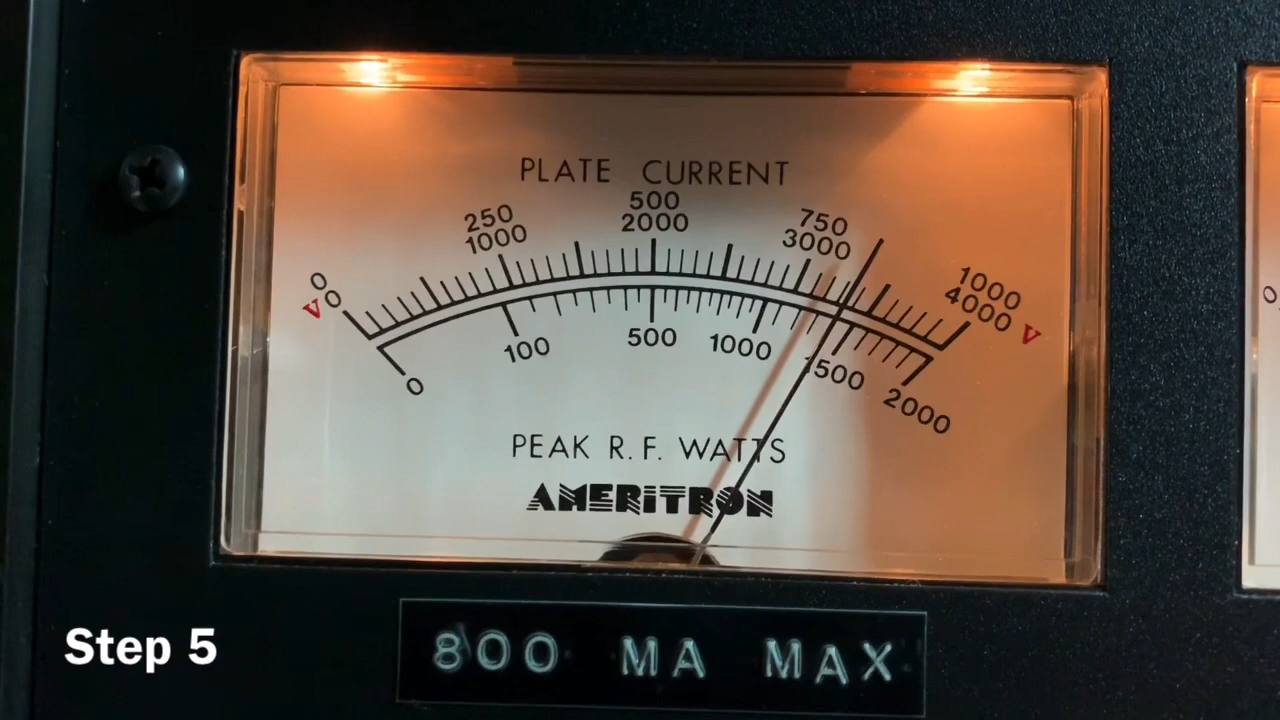 PLATE CURRENT
500
250 750
2000
1000 3000
0 1000
0 4000
V V
100 500 1000 1500
0 2000
PEAK R.F. WATTS
AMERITRON
800 MA MAX
Step 5
0